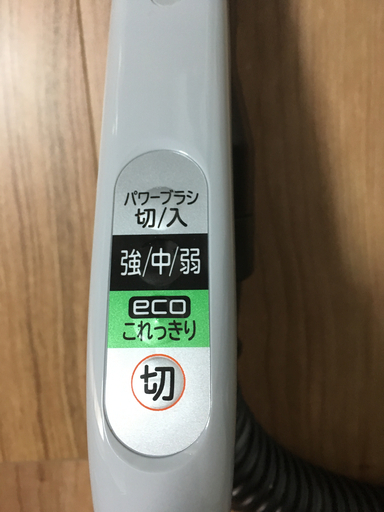 パワーブラシ
切/入
強/中/弱
eco
これっきり
切